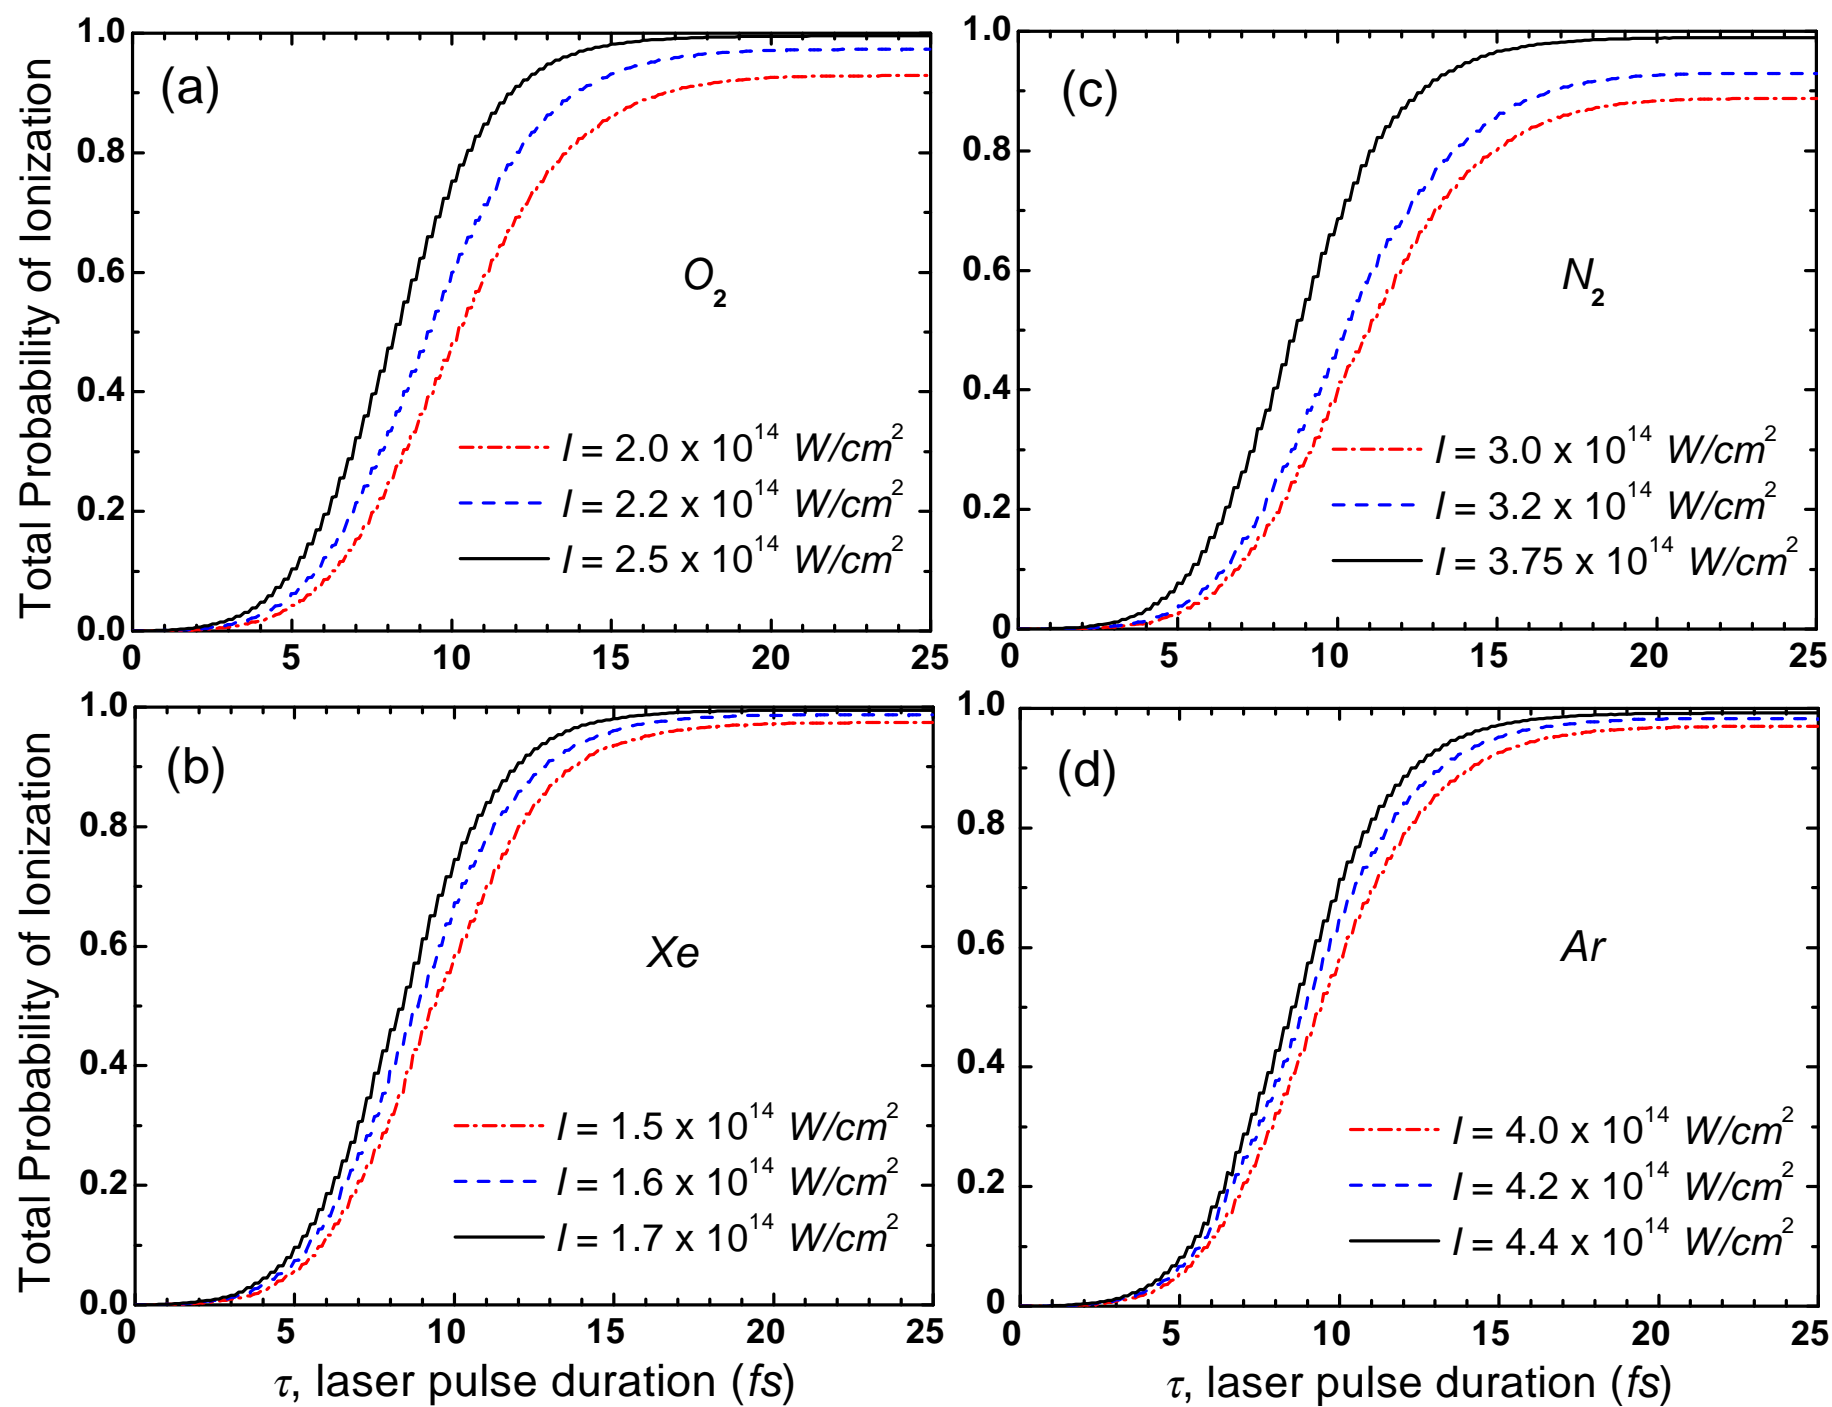 Total Probability of Ionization
1.0
0.8
0.6
0.4
0.2
0.0
(a)
O2
I = 2.0 x 10^14 W/cm^2
I = 2.2 x 10^14 W/cm^2
I = 2.5 x 10^14 W/cm^2
0 5 10 15 20 25
1.0
0.8
0.6
0.4
0.2
0
(c)
N2
I = 3.0 x 10^14 W/cm^2
I = 3.2 x 10^14 W/cm^2
I = 3.75 x 10^14 W/cm^2
0 5 10 15 20 25
Total Probability of Ionization
1.0
0.8
0.6
0.4
0.2
0.0
(b)
Xe
I = 1.5 x 10^14 W/cm^2
I = 1.6 x 10^14 W/cm^2
I = 1.7 x 10^14 W/cm^2
0 5 10 15 20 25
τ, laser pulse duration (fs)
1.0
0.8
0.6
0.4
0.2
0
(d)
Ar
I = 4.0 x 10^14 W/cm^2
I = 4.2 x 10^14 W/cm^2
I = 4.4 x 10^14 W/cm^2
0 5 10 15 20 25
τ, laser pulse duration (fs)